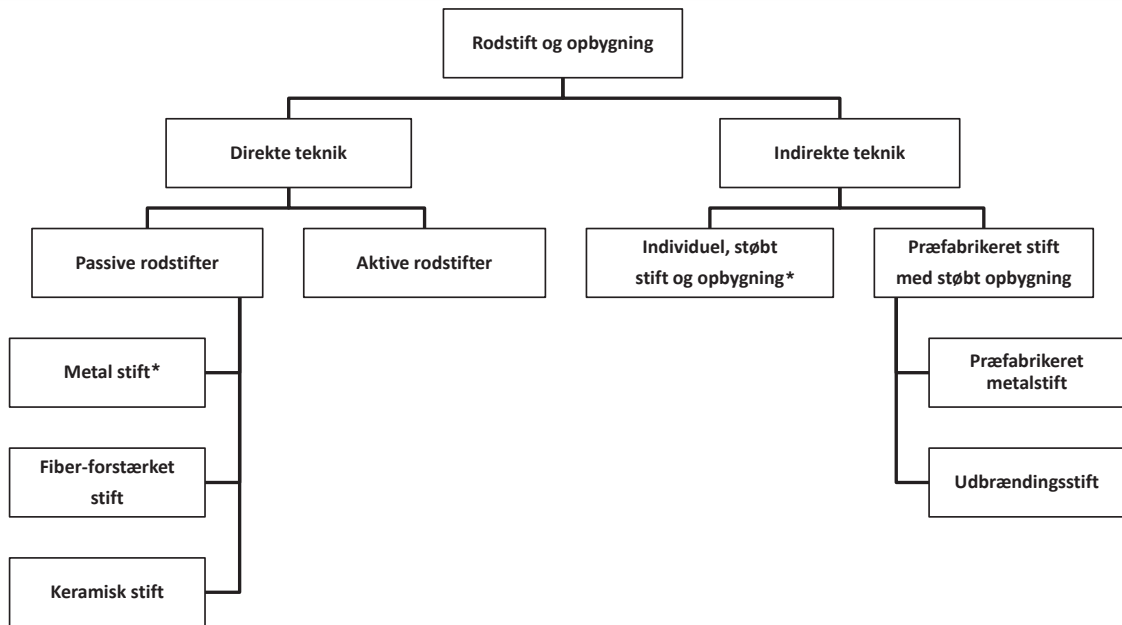 Rodstift og opbygning
Direkte teknik
Indirekte teknik
Passive rodstifter
Aktive rodstifter
Individuel, støbt
stift og opbygning*
Præfabrikeret stift
med støbt opbygning
Metal stift*
Præfabrikeret
metalstift
Fiber-forstærket
stift
Udbrændingsstift
Keramisk stift